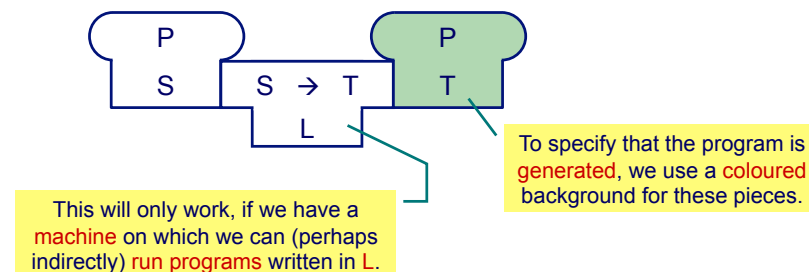 P
P
S
S → T
T
L
To specify that the program is
generated, we use a coloured
background for these pieces.
This will only work, if we have a
machine on which we can (perhaps
indirectly) run programs written in L.